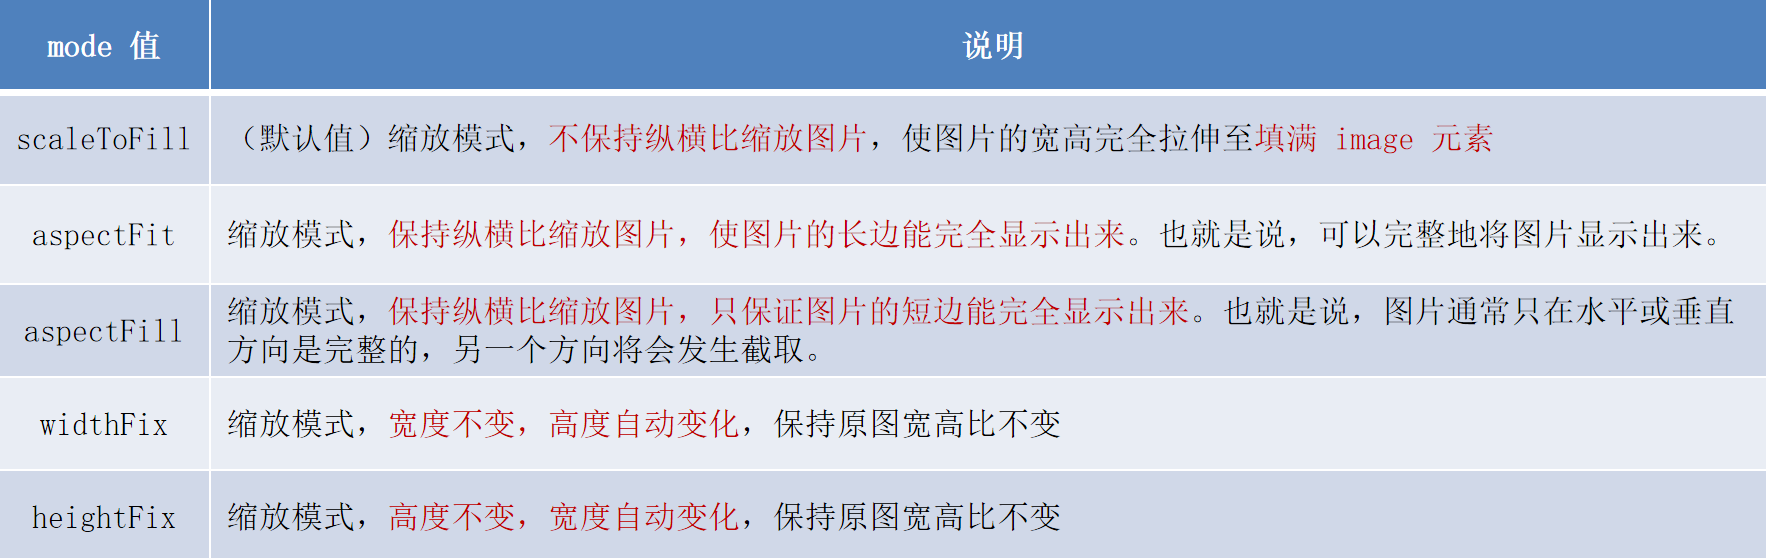 mode 值
说明
scaleToFill
（默认值）缩放模式，不保持纵横比缩放图片，使图片的宽高完全拉伸至填满 image 元素
aspectFit
缩放模式，保持纵横比缩放图片，使图片的长边能完全显示出来。也就是说，可以完整地将图片显示出来。
aspectFill
缩放模式，保持纵横比缩放图片，只保证图片的短边能完全显示出来。也就是说，图片通常只在水平或垂直
方向是完整的，另一个方向将会发生截取。
widthFix
缩放模式，宽度不变，高度自动变化，保持原图宽高比不变
heightFix
缩放模式，高度不变，宽度自动变化，保持原图宽高比不变